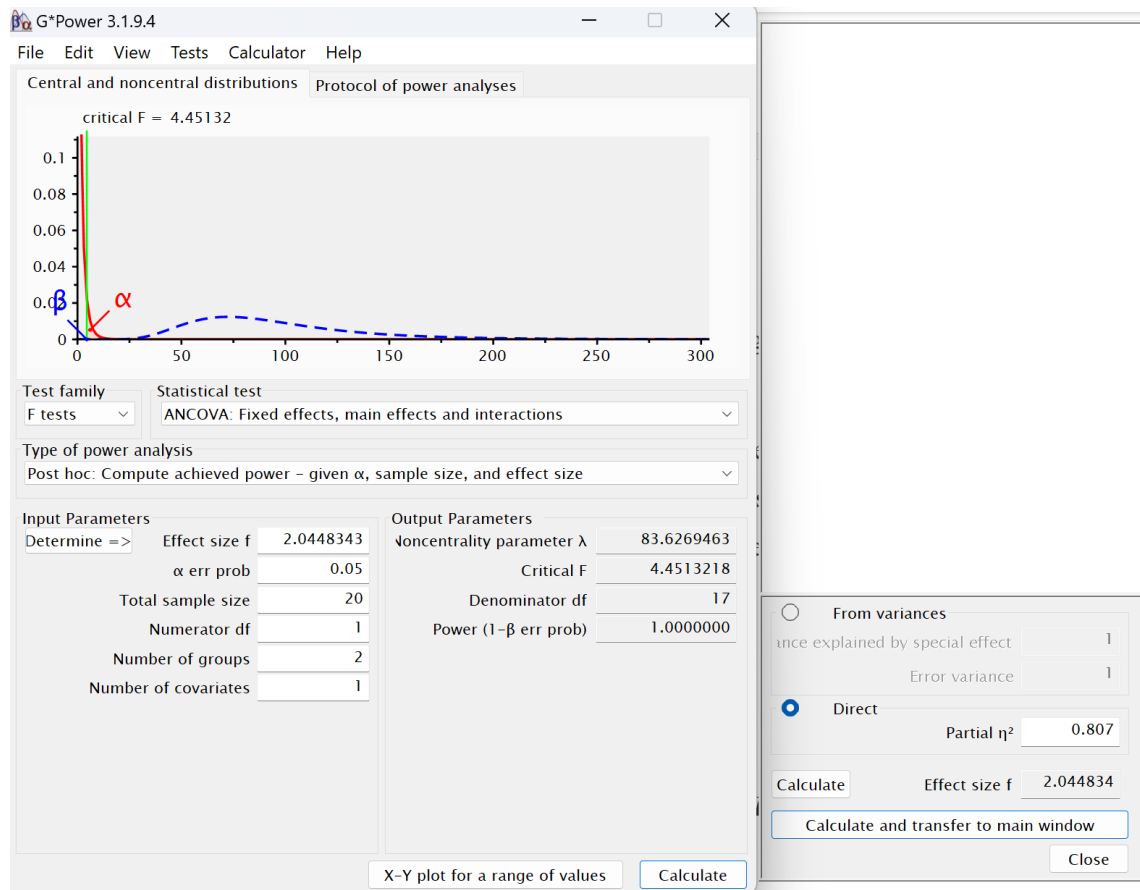 G*Power 3.1.9.4
File Edit View Tests Calculator Help
Central and noncentral distributions
Protocol of power analyses
critical F = 4.45132
0.1
0.08
0.06
0.04
0.02
0
β
α
0 50 100 150 200 250 300
Test family
Statistical test
F tests
ANCOVA: Fixed effects, main effects and interactions
Type of power analysis
Post hoc: Compute achieved power – given α, sample size, and effect size
Input Parameters
Determine =>
Effect size f 2.0448343
α err prob 0.05
Total sample size 20
Numerator df 1
Number of groups 2
Number of covariates 1
Output Parameters
Noncentrality parameter λ 83.6269463
Critical F 4.4513218
Denominator df 17
Power (1-β err prob) 1.0000000
X-Y plot for a range of values
Calculate
From variances
explained by special effect 1
Error variance 1
Direct
Partial η² 0.807
Calculate
Effect size f 2.044834
Calculate and transfer to main window
Close